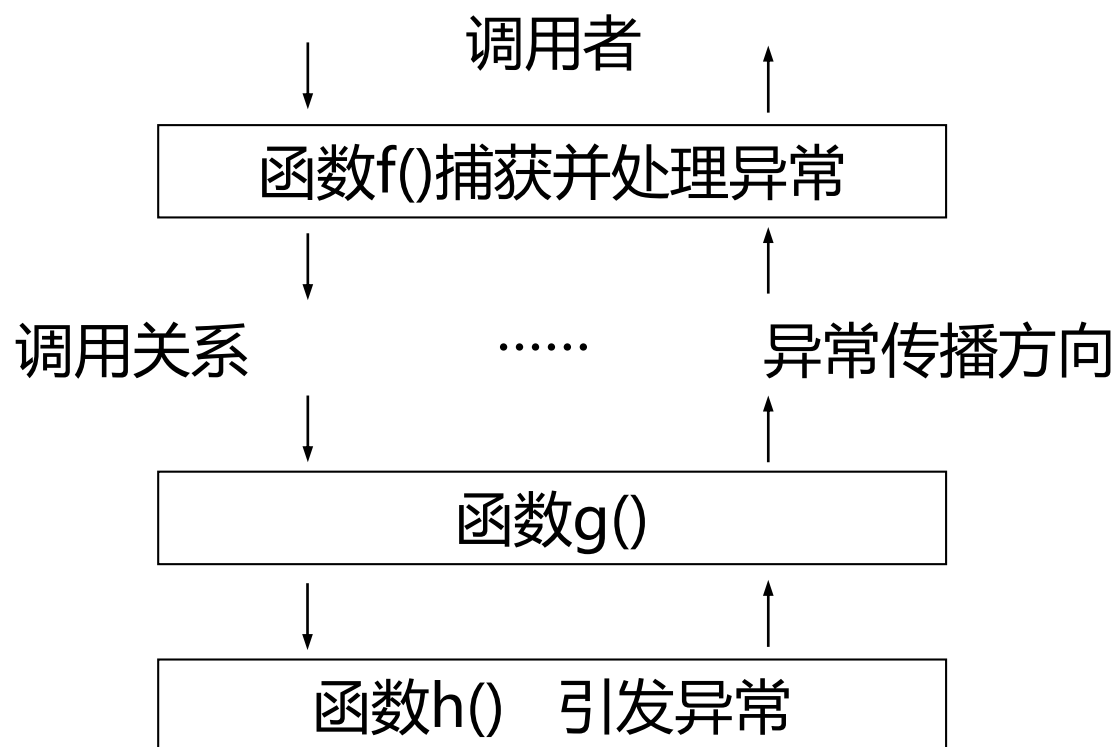 调用者
函数f()捕获并处理异常
调用关系
······
异常传播方向
函数g()
函数h() 引发异常